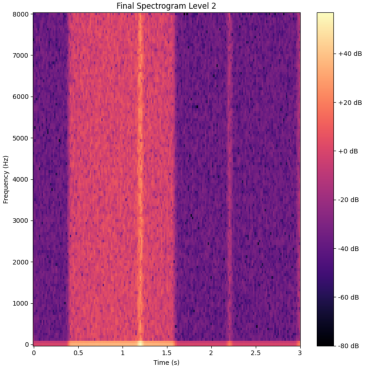 Final Spectrogram Level 2
8000
7000
6000
5000
4000
3000
2000
1000
0
Frequency (Hz)
0 0.5 1 1.5 2 2.5 3
Time (s)
+40 dB
+20 dB
+0 dB
-20 dB
-40 dB
-60 dB
-80 dB